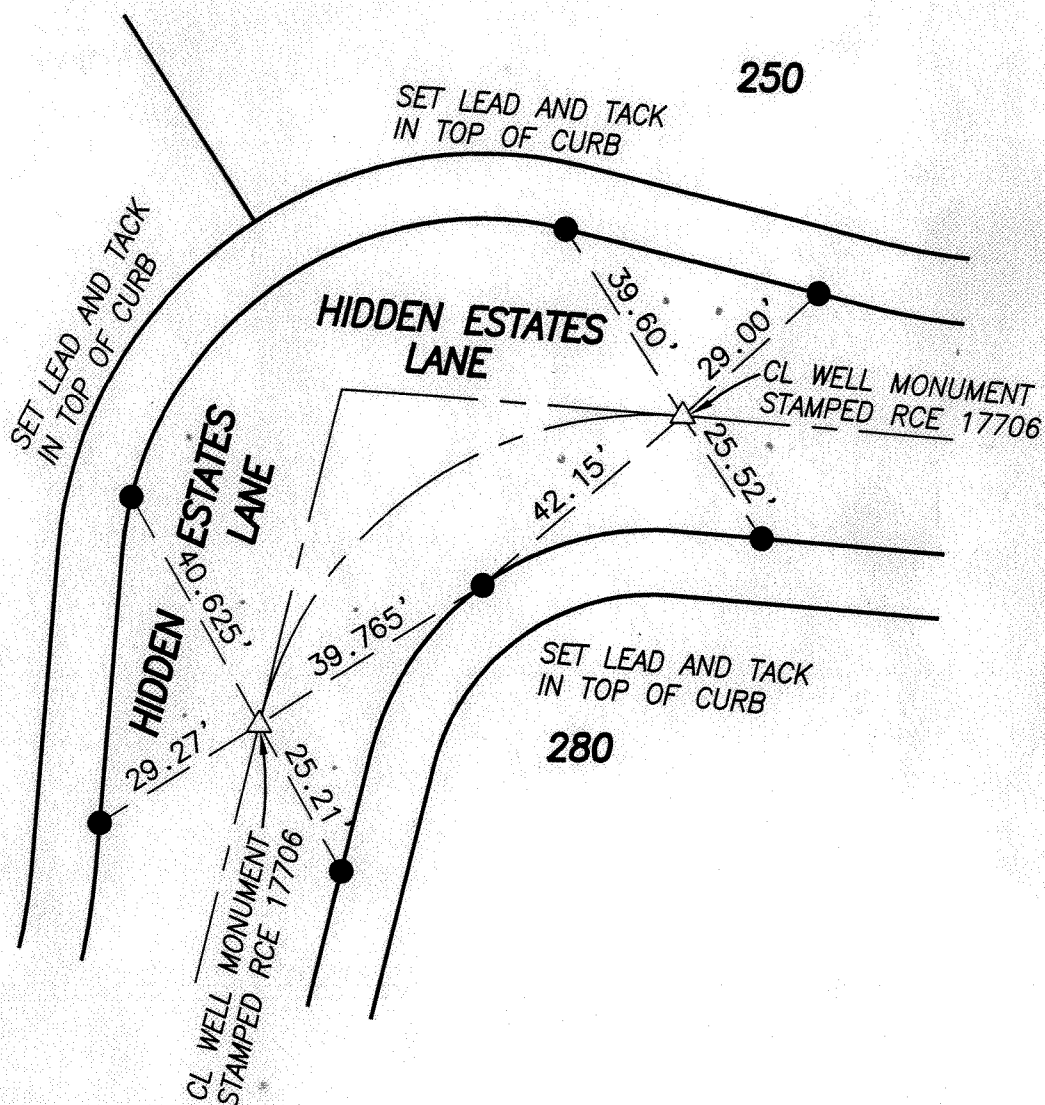 250
SET LEAD AND TACK
IN TOP OF CURB
SET LEAD AND TACK
IN TOP OF CURB
HIDDEN ESTATES
LANE
39.60'
29.00'
CL WELL MONUMENT
STAMPED RCE 17706
25.52'
42.15'
HIDDEN ESTATES
LANE
40.625'
39.765'
29.27'
25.21'
SET LEAD AND TACK
IN TOP OF CURB
280
CL WELL MONUMENT
STAMPED RCE 17706